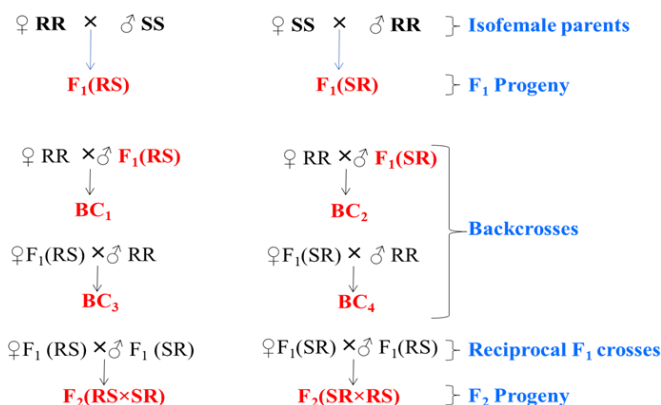 ♀ RR × ♂ SS ♀ SS × ♂ RR Isofemale parents
F₁(RS) F₁(SR) F₁ Progeny
♀ RR ×♂ F₁(RS) ♀ RR ×♂ F₁(SR)
BC₁ BC₂
Backcrosses
♀F₁(RS) ×♂ RR ♀F₁(SR) ×♂ RR
BC₃ BC₄
♀F₁ (RS) ×♂ F₁ (SR) ♀F₁(SR) ×♂ F₁(RS) Reciprocal F₁ crosses
F₂(RS×SR) F₂(SR×RS) F₂ Progeny